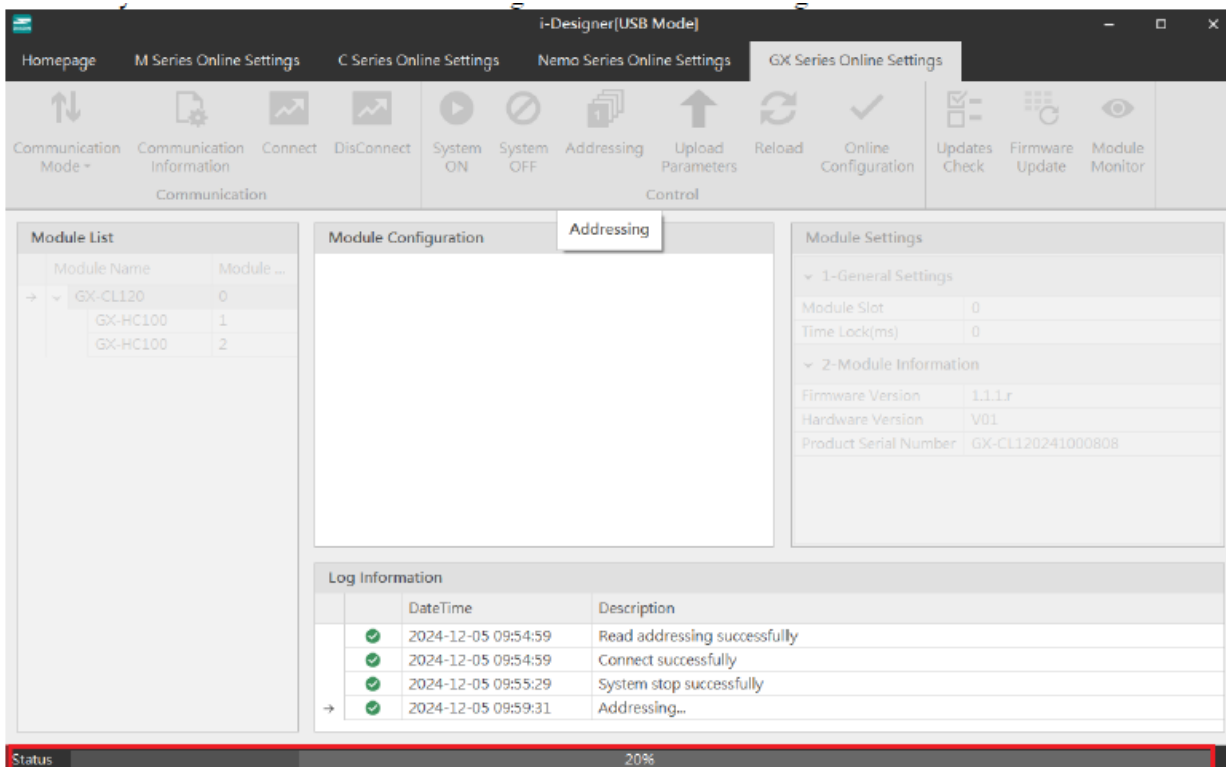 i-Designer[USB Mode]
Homepage M Series Online Settings C Series Online Settings Nemo Series Online Settings GX Series Online Settings
Communication Mode Communication Information Connect DisConnect System ON System OFF Addressing Upload Parameters Reload Online Configuration Updates Check Firmware Update Module Monitor
Communication Control
Addressing
Module List
Module Name Module ...
GX-CL120 0
GX-HC100 1
GX-HC100 2
Module Configuration
Module Settings
1-General Settings
Module Slot 0
Time Lock(ms) 0
2-Module Information
Firmware Version 1.1.1.r
Hardware Version V01
Product Serial Number GX-CL120241000808
Log Information
DateTime Description
2024-12-05 09:54:59 Read addressing successfully
2024-12-05 09:54:59 Connect successfully
2024-12-05 09:55:29 System stop successfully
2024-12-05 09:59:31 Addressing...
Status 20%